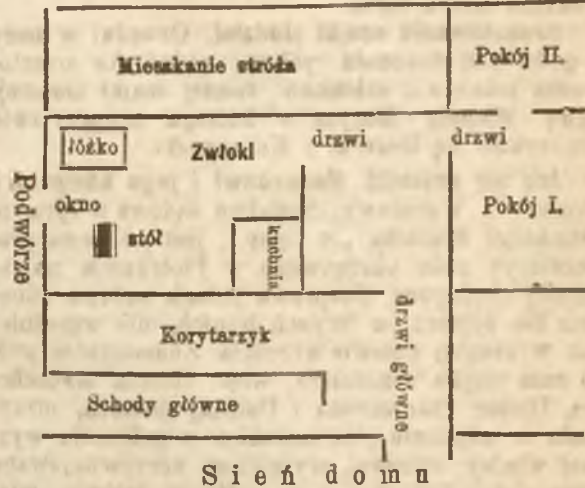 Mieszkanie stróża
Pokój II.
łóżko
Zwłoki
drzwi
drzwi
Podwórze
okno
stół
kuchnia
Pokój I.
Korytarzyk
drzwi główne
Schody główne
Sień domu